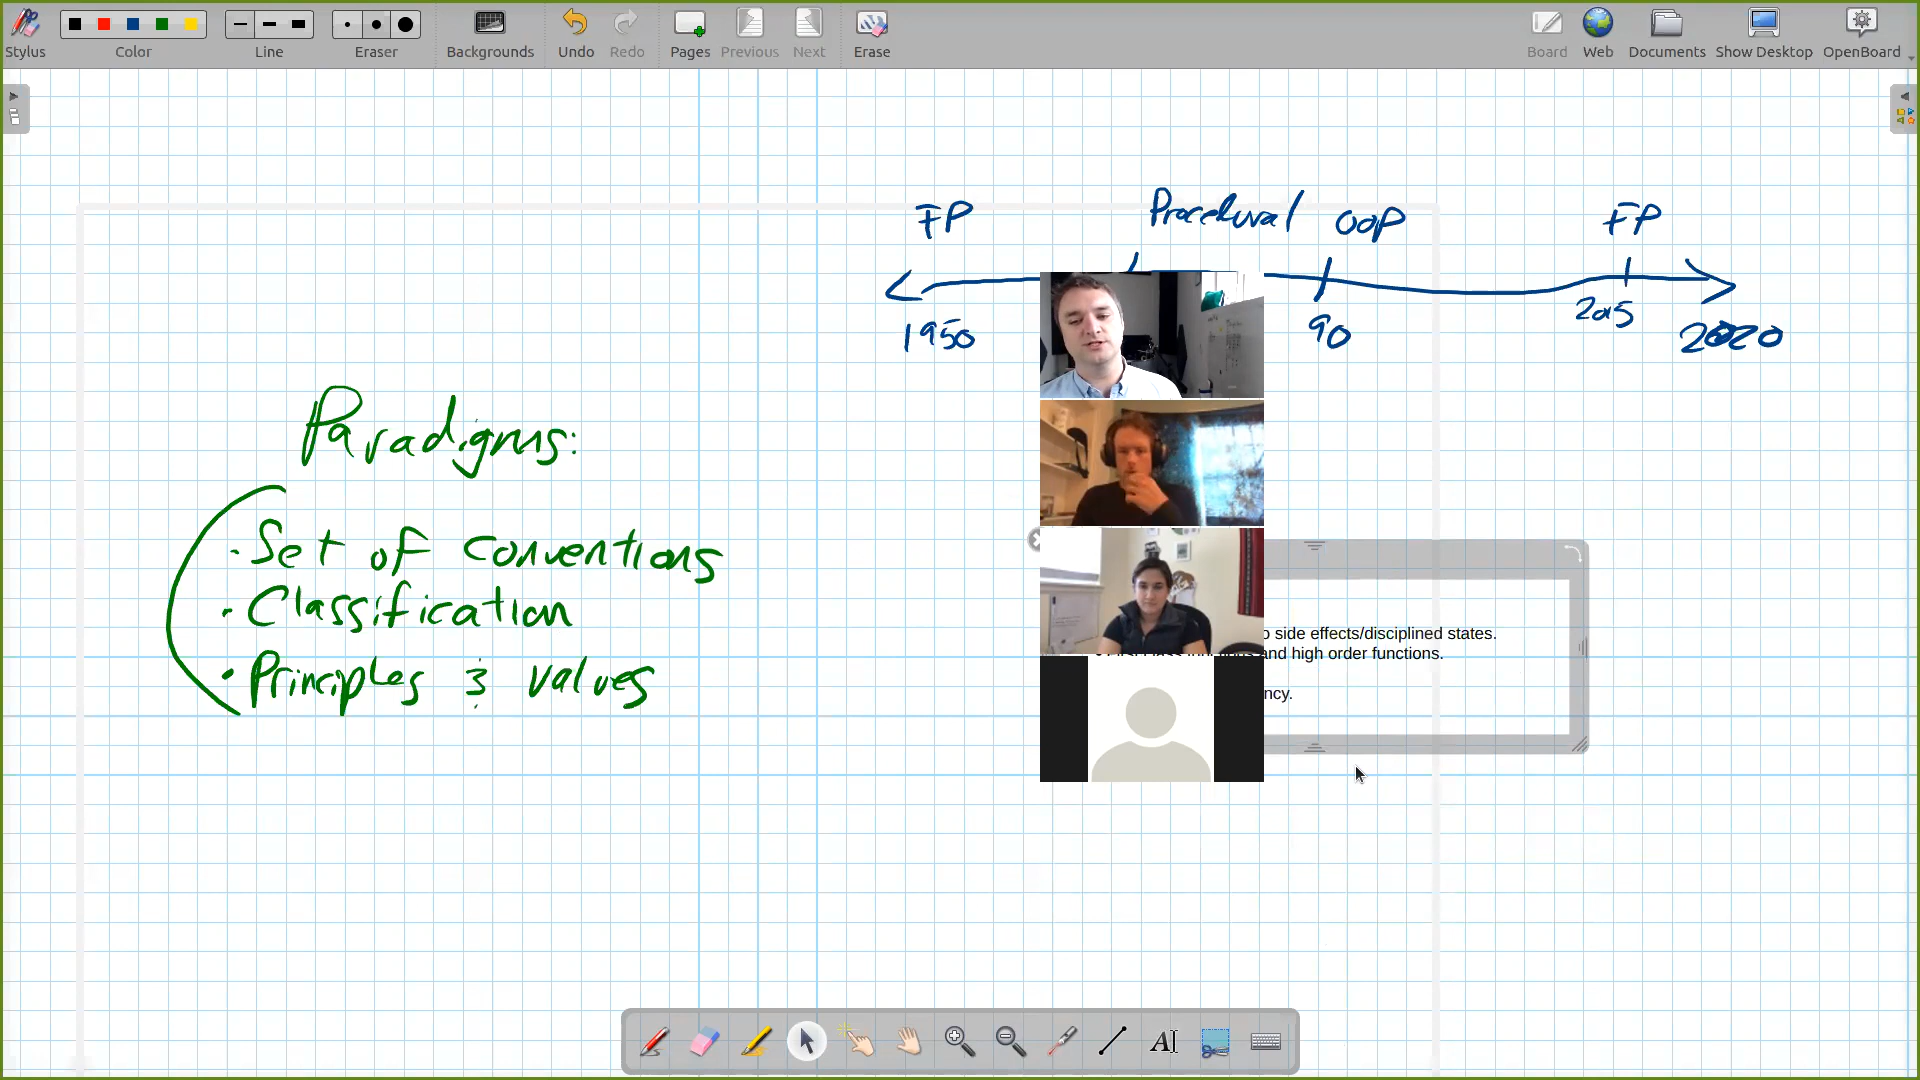 Stylus
Color
Line
Eraser
Backgrounds
Undo
Redo
Pages
Previous
Next
Erase
Board
Web
Documents
Show Desktop
OpenBoard
FP
Procedural
OOP
FP
1950
90
2015
2020
Paradigms:
· Set of conventions
· Classification
· Principles & values
side effects/disciplined states.
and high order functions.
ncy.